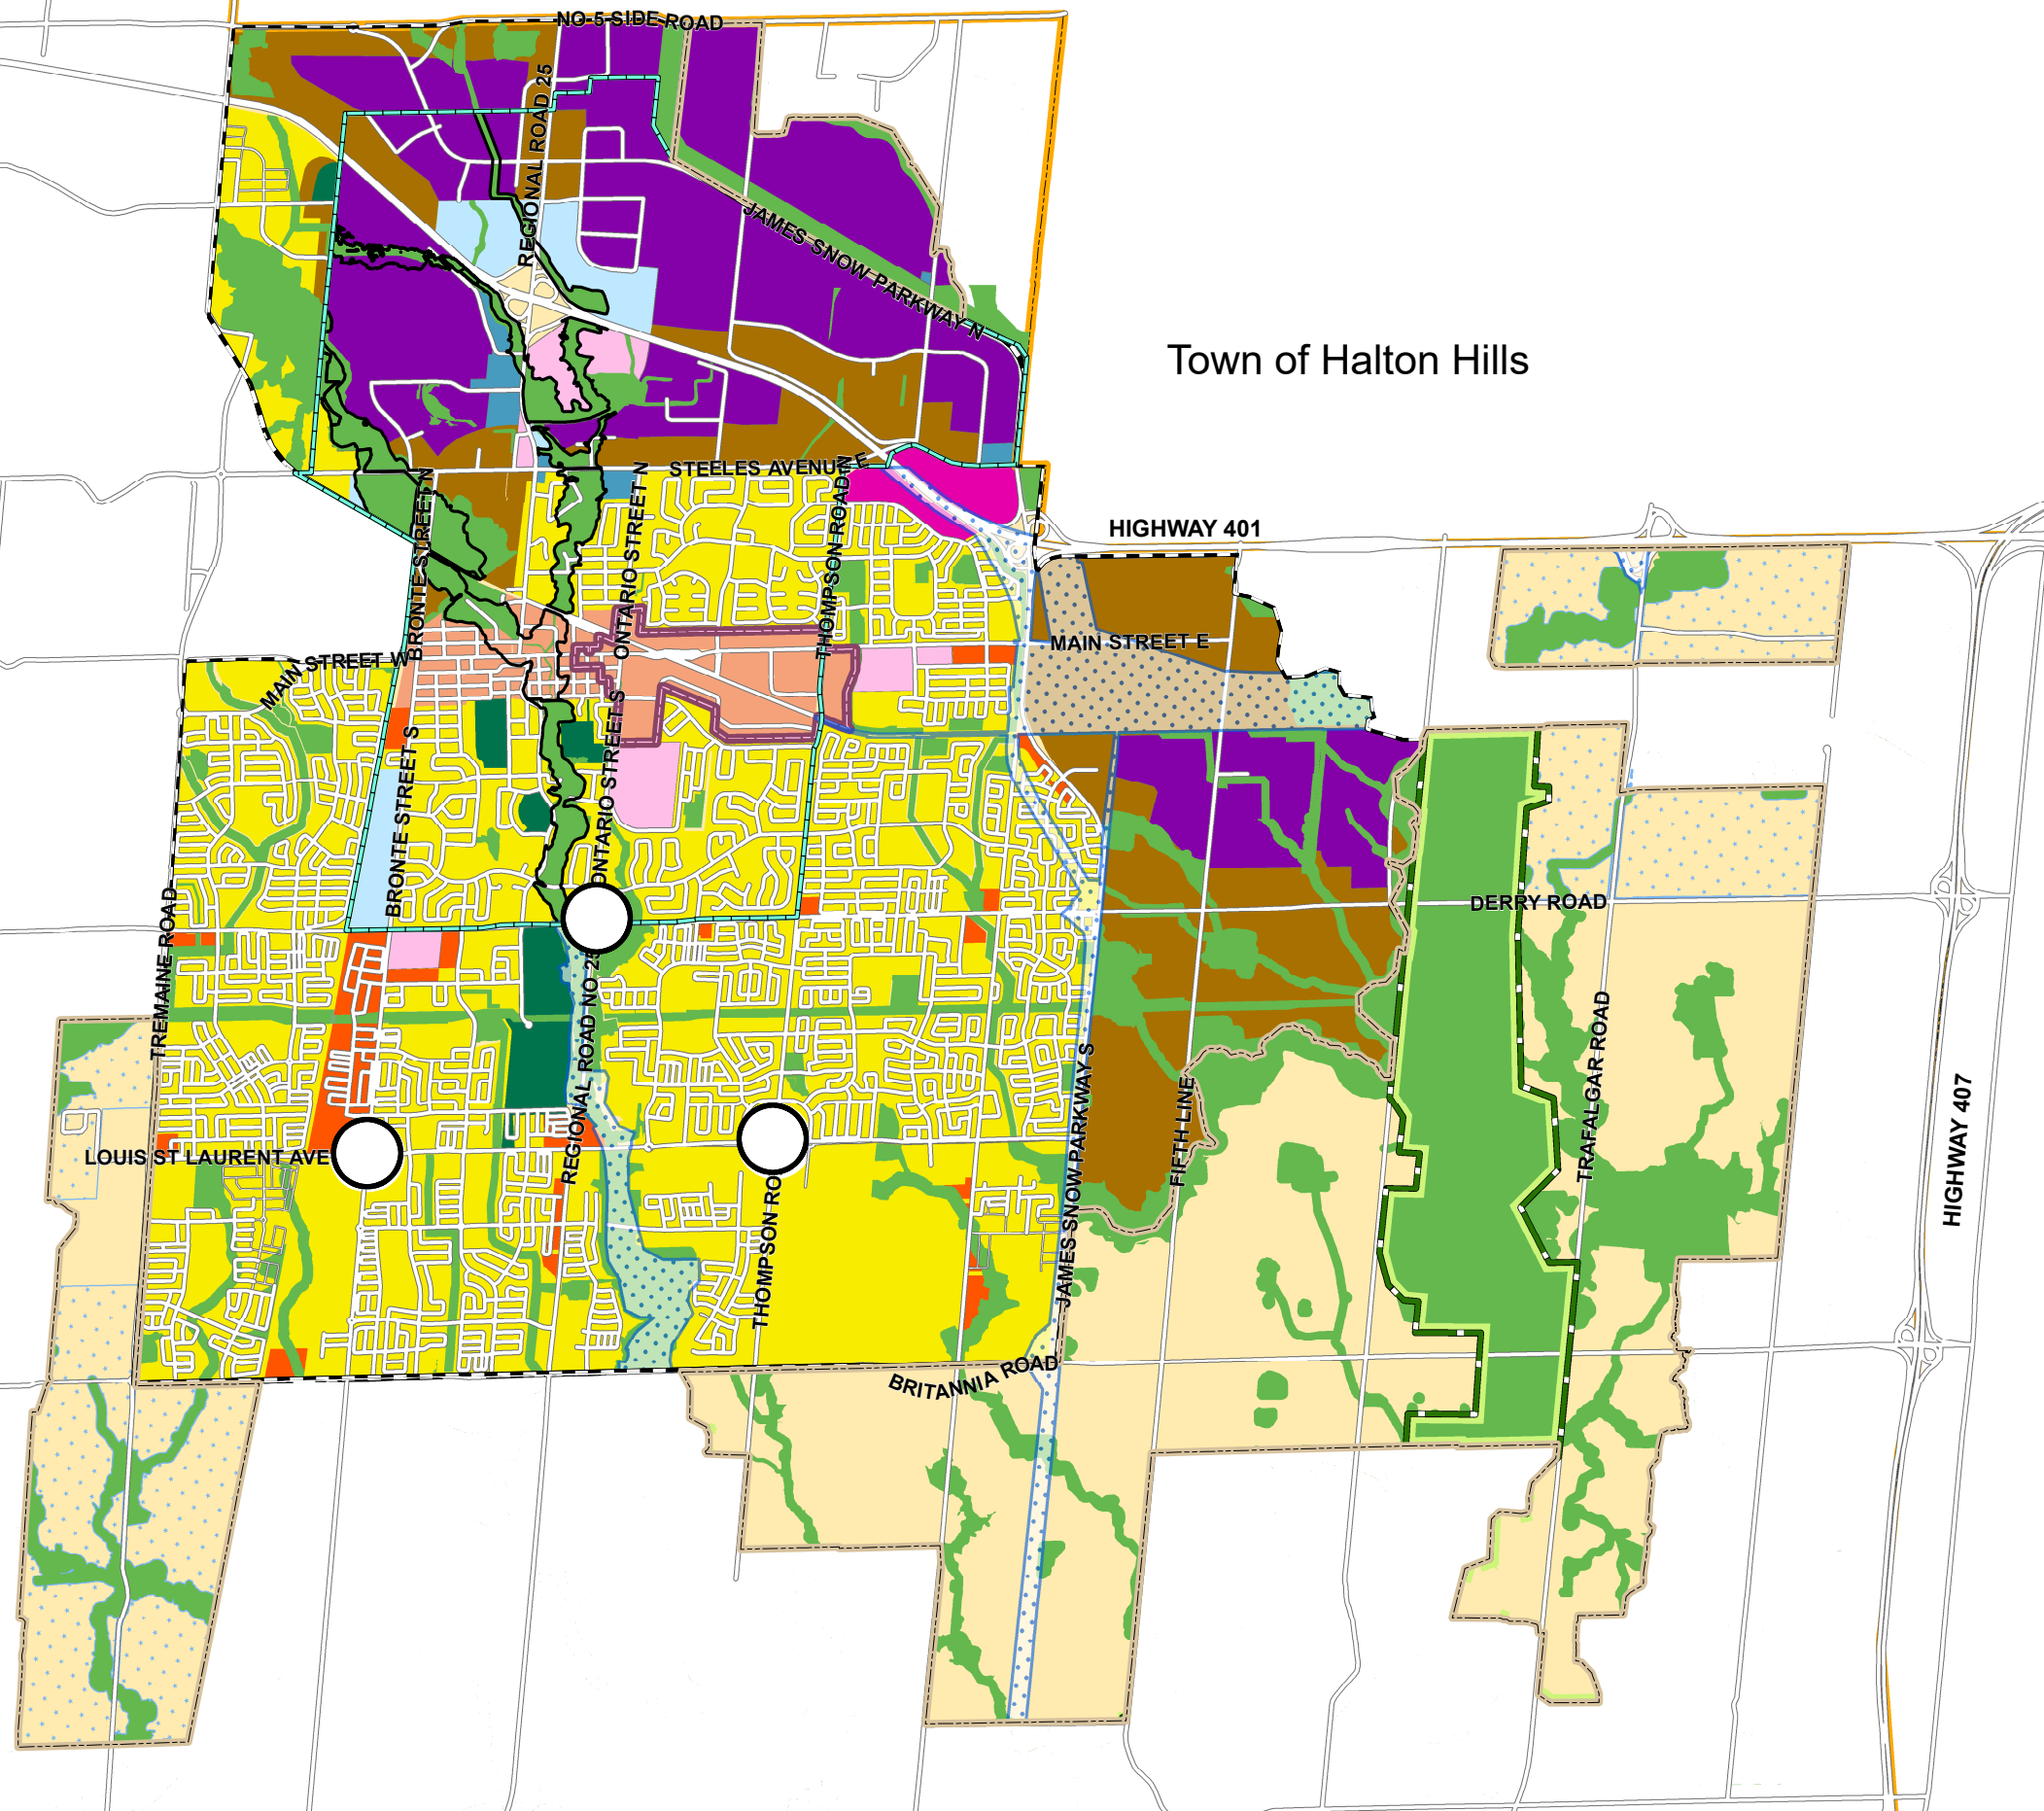 NO 5 SIDE ROAD
REGIONAL ROAD 25
JAMES SNOW PARKWAY N
Town of Halton Hills
STEELES AVENUE E
BRONTE STREET N
ONTARIO STREET N
THOMPSON ROAD N
HIGHWAY 401
MAIN STREET W
MAIN STREET E
BRONTE STREET S
ONTARIO STREET S
DERRY ROAD
TREMAINE ROAD
REGIONAL ROAD NO 25
JAMES SNOW PARKWAY S
FIFTH LINE
TRAFALGAR ROAD
HIGHWAY 407
LOUIS ST LAURENT AVE
THOMPSON RO
BRITANNIA ROAD